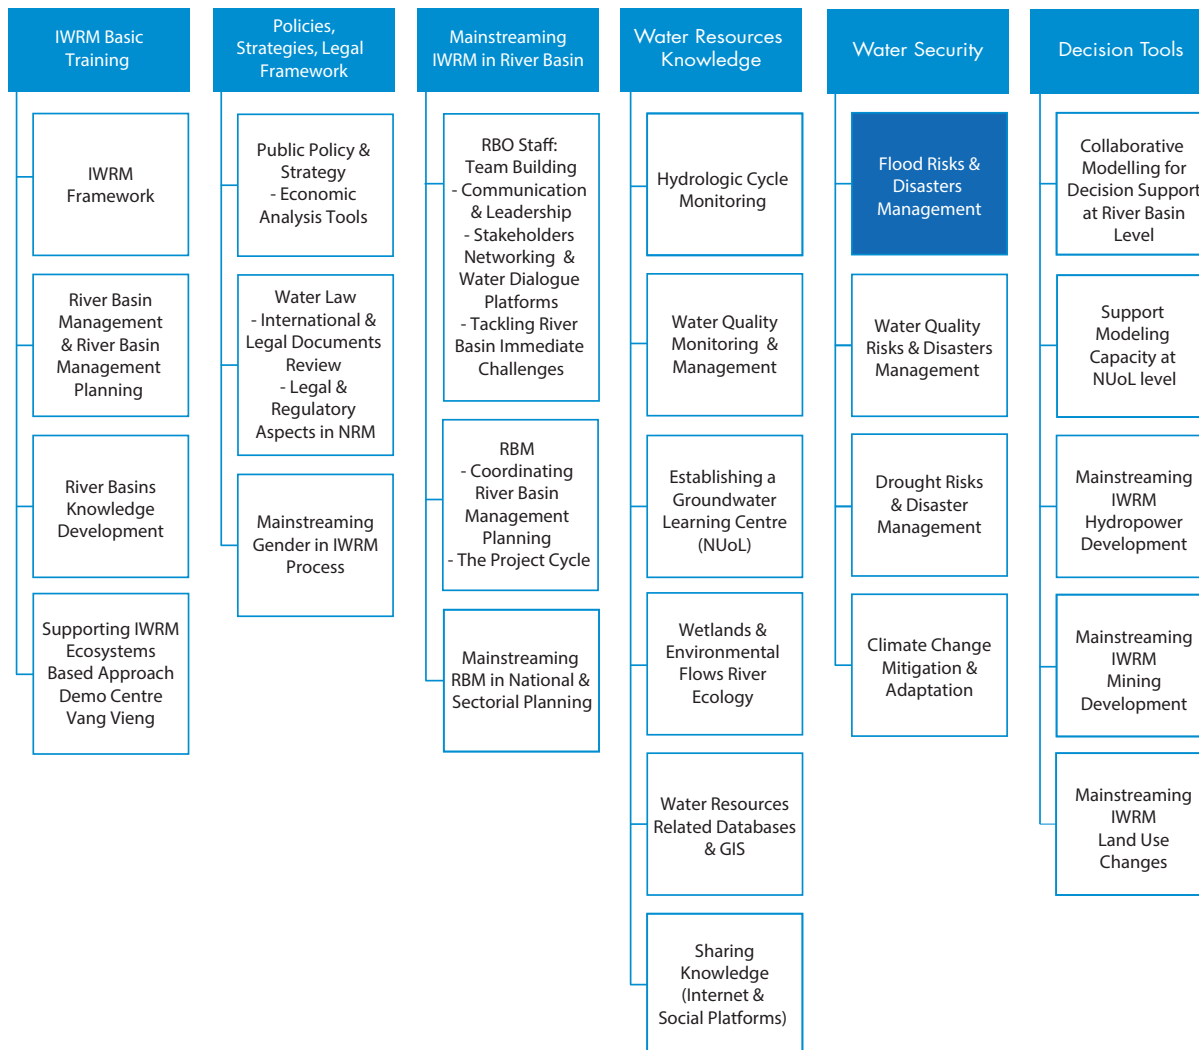 IWRM Basic
Training
IWRM
Framework
River Basin
Management
& River Basin
Management
Planning
River Basins
Knowledge
Development
Supporting IWRM
Ecosystems
Based Approach
Demo Centre
Vang Vieng
Policies,
Strategies, Legal
Framework
Public Policy &
Strategy
- Economic
Analysis Tools
Water Law
- International &
Legal Documents
Review
- Legal &
Regulatory
Aspects in NRM
Mainstreaming
Gender in IWRM
Process
Mainstreaming
IWRM in River Basin
RBO Staff:
Team Building
- Communication
& Leadership
- Stakeholders
Networking &
Water Dialogue
Platforms
- Tackling River
Basin Immediate
Challenges
RBM
- Coordinating
River Basin
Management
Planning
- The Project Cycle
Mainstreaming
RBM in National &
Sectorial Planning
Water Resources
Knowledge
Hydrologic Cycle
Monitoring
Water Quality
Monitoring &
Management
Establishing a
Groundwater
Learning Centre
(NUoL)
Wetlands &
Environmental
Flows River
Ecology
Water Resources
Related Databases
& GIS
Sharing
Knowledge
(Internet &
Social Platforms)
Water Security
Flood Risks &
Disasters
Management
Water Quality
Risks & Disasters
Management
Drought Risks
& Disaster
Management
Climate Change
Mitigation &
Adaptation
Decision Tools
Collaborative
Modelling for
Decision Support
at River Basin
Level
Support
Modeling
Capacity at
NUoL level
Mainstreaming
IWRM
Hydropower
Development
Mainstreaming
IWRM
Mining
Development
Mainstreaming
IWRM
Land Use
Changes